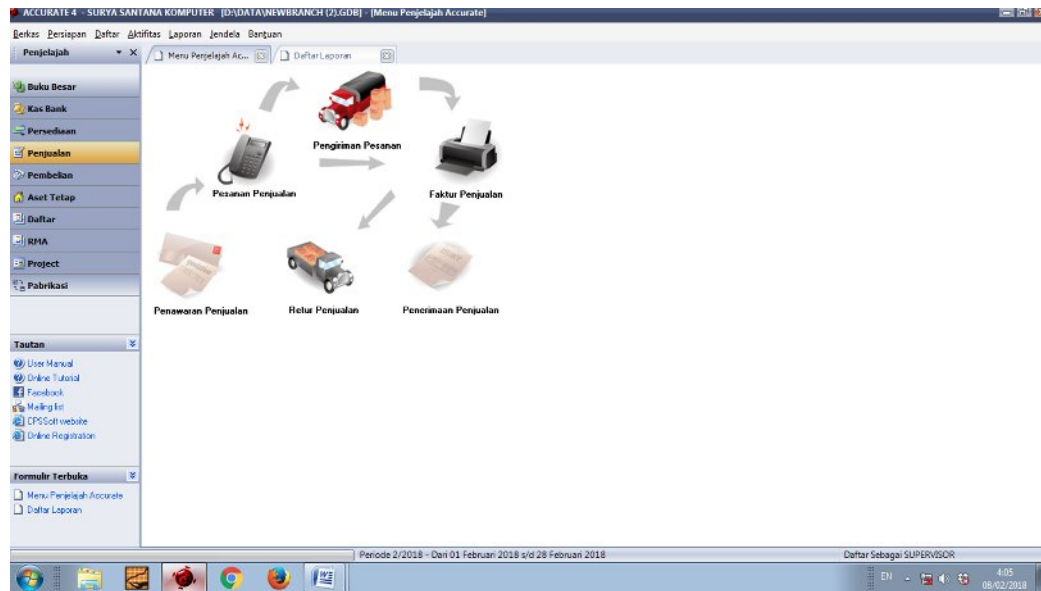 ACCURATE 4 - SURYA SANTANA KOMPUTER [D:\DATA\NEWBRANCH (2).GDB] - [Menu Penjelajah Accurate]
Berkas Persiapan Daftar Aktifitas Laporan Jendela Bantuan
Penjelajah
Menu Penjelajah Ac...
Daftar Laporan
Buku Besar
Kas Bank
Persediaan
Penjualan
Pembelian
Aset Tetap
Daftar
RMA
Project
Pabrikasi
Pengiriman Pesanan
Pesanan Penjualan
Faktur Penjualan
Penawaran Penjualan
Retur Penjualan
Penerimaan Penjualan
Tautan
User Manual
Online Tutorial
Facebook
Mailing list
CPSSoft website
Online Registration
Formulir Terbuka
Menu Penjelajah Accurate
Daftar Laporan
Periode 2/2018 - Dari 01 Februari 2018 s/d 28 Februari 2018
Daftar Sebagai SUPERVISOR
EN
4:05
08/02/2018